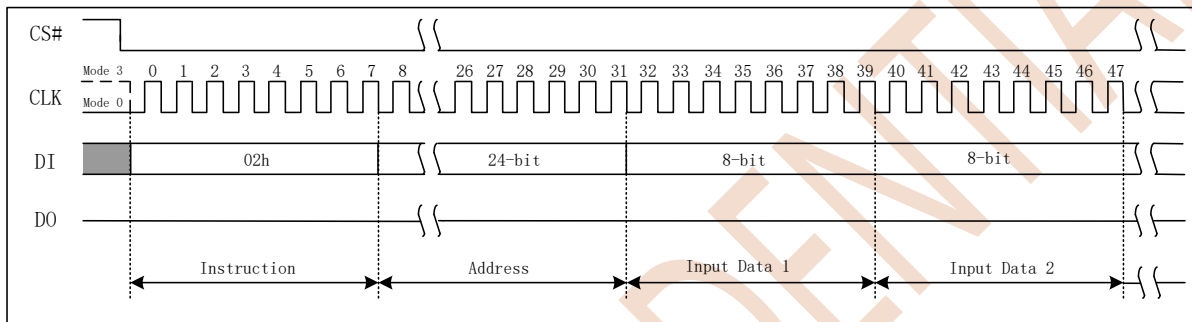 CS#
Mode 3 0 1 2 3 4 5 6 7 8 26 27 28 29 30 31 32 33 34 35 36 37 38 39 40 41 42 43 44 45 46 47
CLK
Mode 0
DI 02h 24-bit 8-bit 8-bit
DO
Instruction Address Input Data 1 Input Data 2